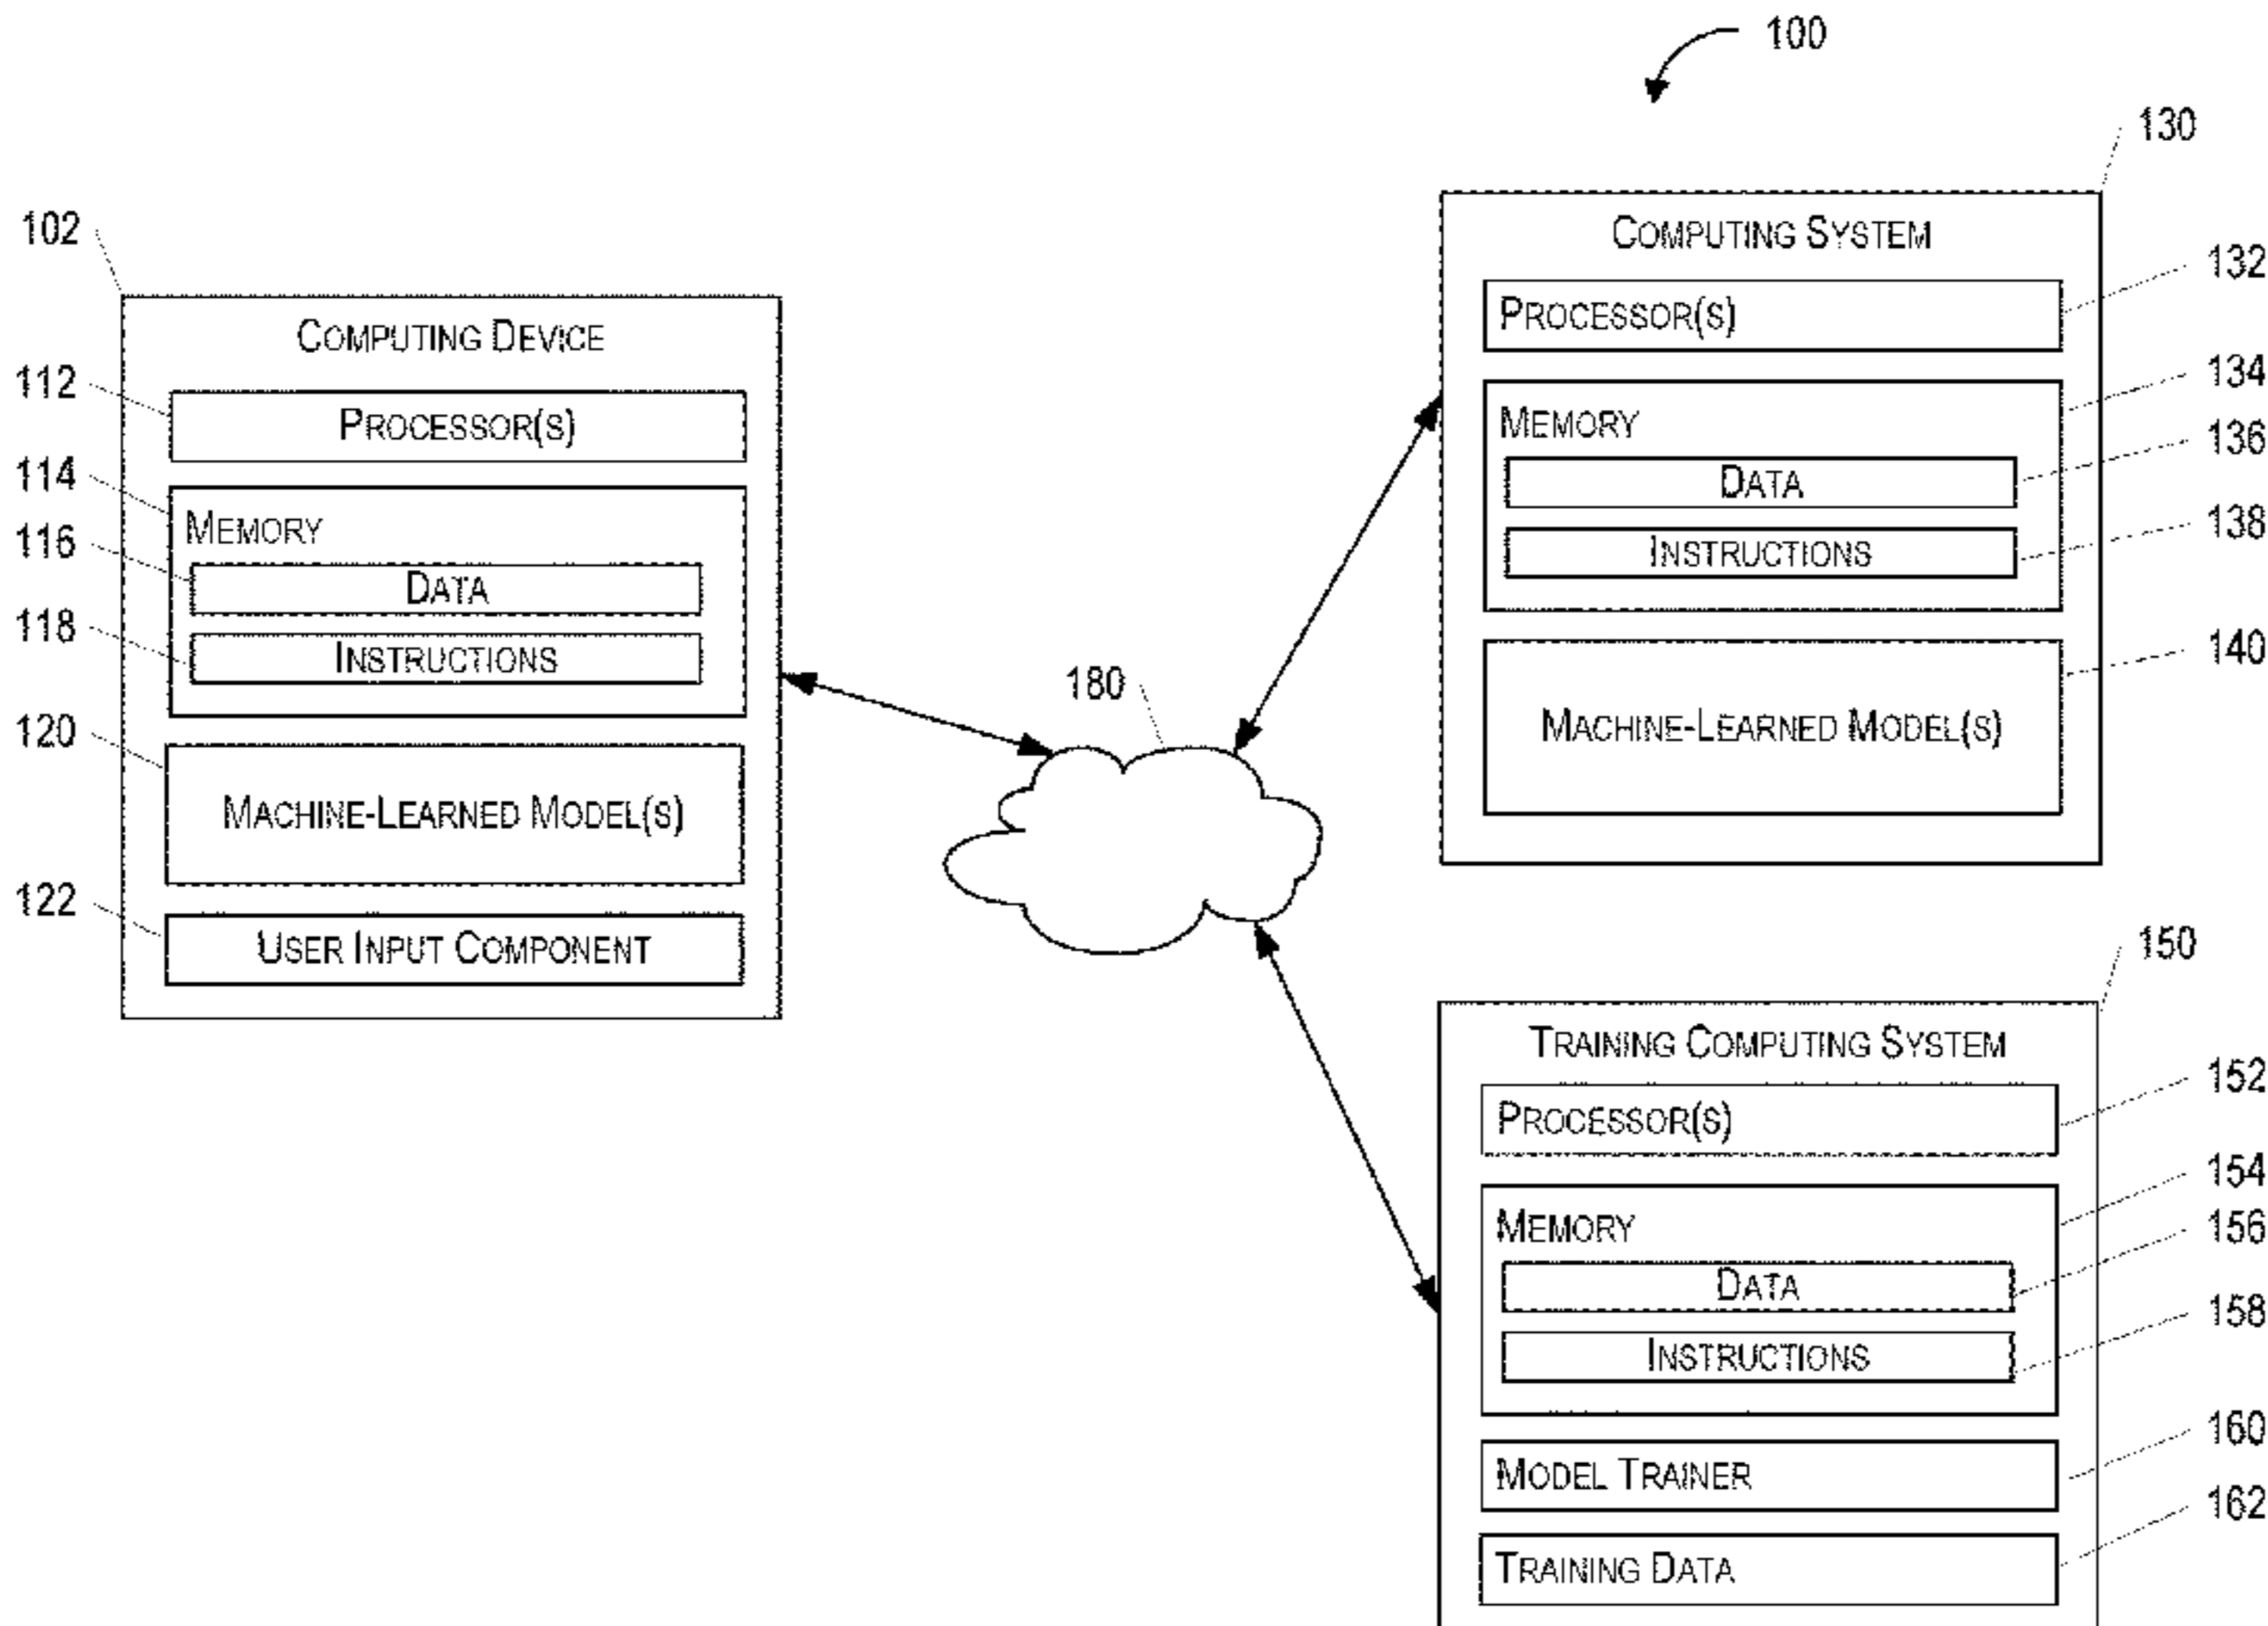 100
102
COMPUTING DEVICE
112
PROCESSOR(S)
114
MEMORY
116
DATA
118
INSTRUCTIONS
120
MACHINE-LEARNED MODEL(S)
122
USER INPUT COMPONENT
180
130
COMPUTING SYSTEM
132
PROCESSOR(S)
134
MEMORY
136
DATA
138
INSTRUCTIONS
140
MACHINE-LEARNED MODEL(S)
150
TRAINING COMPUTING SYSTEM
152
PROCESSOR(S)
154
MEMORY
156
DATA
158
INSTRUCTIONS
160
MODEL TRAINER
162
TRAINING DATA